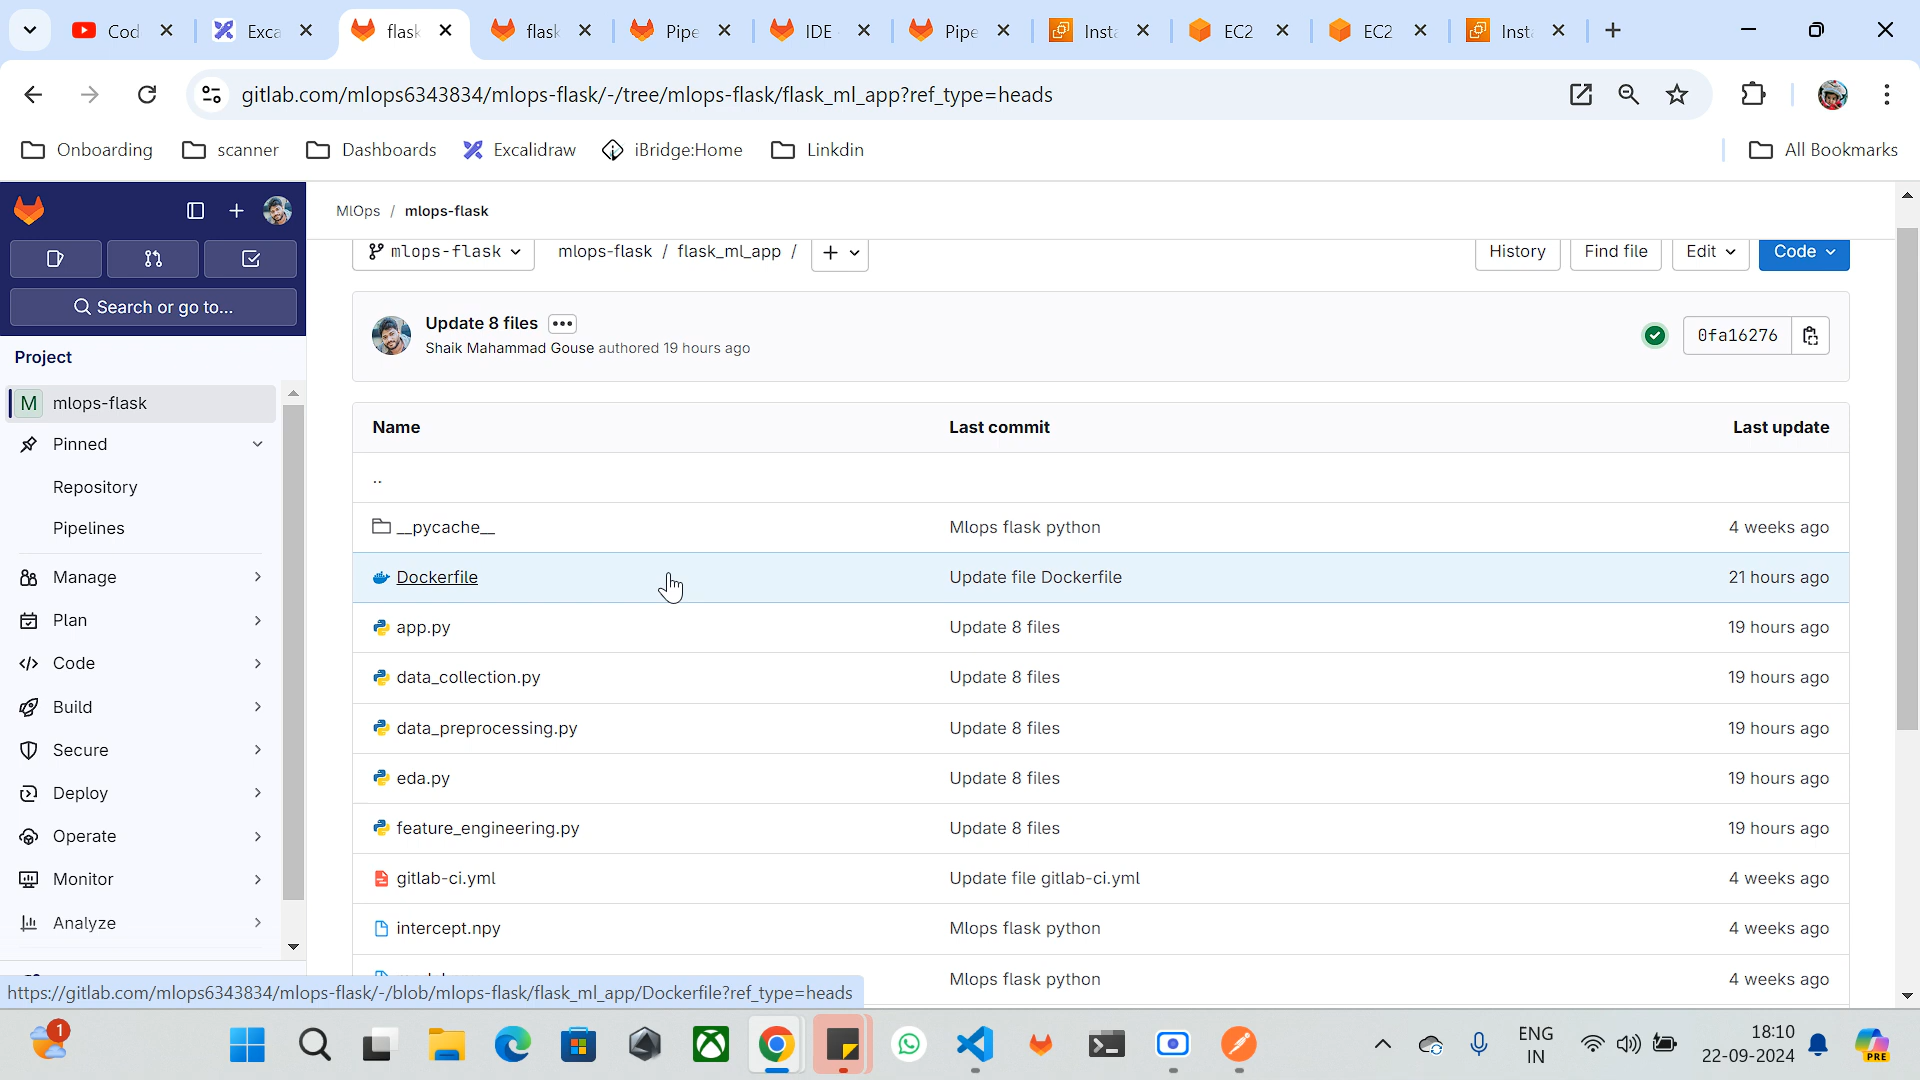 Cod
Exca
flask
flask
Pipe
IDE
Pipe
Insta
EC2
EC2
Inst
gitlab.com/mlops6343834/mlops-flask/-/tree/mlops-flask/flask_ml_app?ref_type=heads
Onboarding
scanner
Dashboards
Excalidraw
iBridge:Home
Linkdin
All Bookmarks
MlOps / mlops-flask
mlops-flask
mlops-flask / flask_ml_app /
History
Find file
Edit
Code
Search or go to...
Update 8 files
Shaik Mahammad Gouse authored 19 hours ago
0fa16276
Project
M mlops-flask
Pinned
Repository
Pipelines
Manage
Plan
Code
Build
Secure
Deploy
Operate
Monitor
Analyze
Name Last commit Last update
..
__pycache__ Mlops flask python 4 weeks ago
Dockerfile Update file Dockerfile 21 hours ago
app.py Update 8 files 19 hours ago
data_collection.py Update 8 files 19 hours ago
data_preprocessing.py Update 8 files 19 hours ago
eda.py Update 8 files 19 hours ago
feature_engineering.py Update 8 files 19 hours ago
gitlab-ci.yml Update file gitlab-ci.yml 4 weeks ago
intercept.npy Mlops flask python 4 weeks ago
Mlops flask python 4 weeks ago
https://gitlab.com/mlops6343834/mlops-flask/-/blob/mlops-flask/flask_ml_app/Dockerfile?ref_type=heads
1
ENG
IN
18:10
22-09-2024
PRE